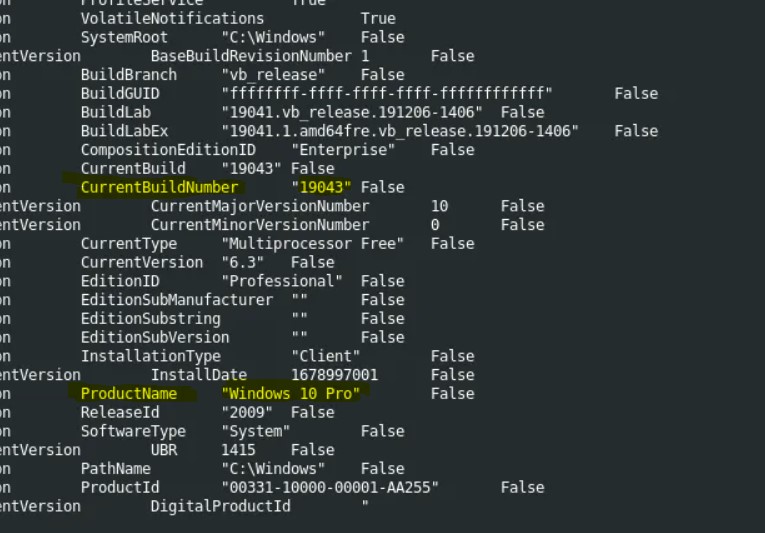 on ProfileService True
on VolatileNotifications True
on SystemRoot "C:\Windows" False
entVersion BaseBuildRevisionNumber 1 False
on BuildBranch "vb_release" False
on BuildGUID "ffffffff-ffff-ffff-ffff-ffffffffffff" False
on BuildLab "19041.vb_release.191206-1406" False
on BuildLabEx "19041.1.amd64fre.vb_release.191206-1406" False
on CompositionEditionID "Enterprise" False
on CurrentBuild "19043" False
on CurrentBuildNumber "19043" False
entVersion CurrentMajorVersionNumber 10 False
entVersion CurrentMinorVersionNumber 0 False
on CurrentType "Multiprocessor Free" False
on CurrentVersion "6.3" False
on EditionID "Professional" False
on EditionSubManufacturer "" False
on EditionSubstring "" False
on EditionSubVersion "" False
on InstallationType "Client" False
entVersion InstallDate 1678997001 False
on ProductName "Windows 10 Pro" False
on ReleaseId "2009" False
on SoftwareType "System" False
entVersion UBR 1415 False
on PathName "C:\Windows" False
on ProductId "00331-10000-00001-AA255" False
entVersion DigitalProductId "